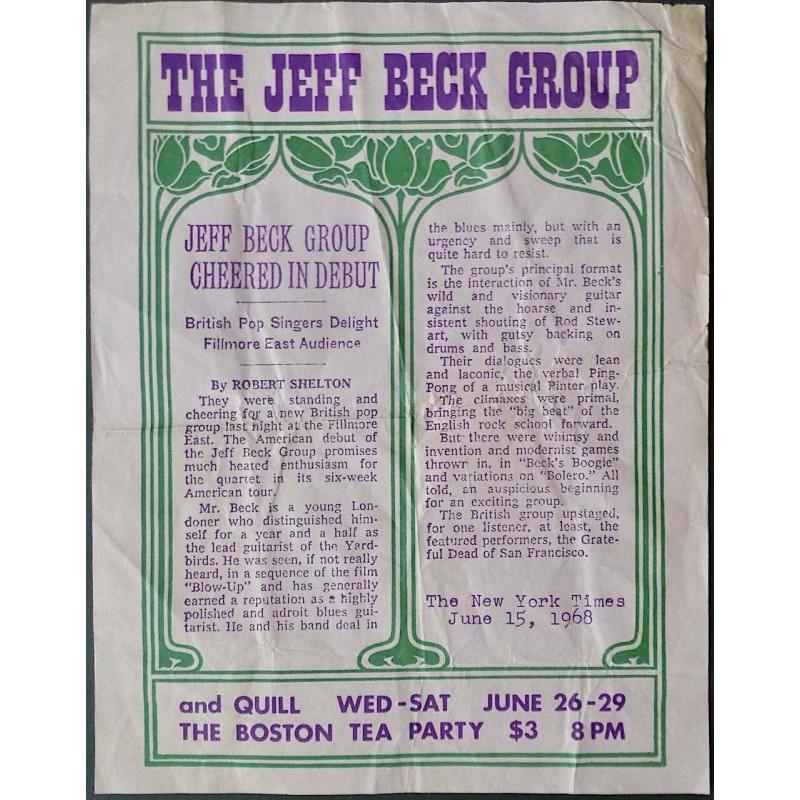 THE JEFF BECK GROUP
JEFF BECK GROUP
CHEERED IN DEBUT
British Pop Singers Delight
Fillmore East Audience
By ROBERT SHELTON
They were standing and
cheering for a new British pop
group last night at the Fillmore
East. The American debut of
the Jeff Beck Group promises
much heated enthusiasm for
the quartet in its six-week
American tour.
Mr. Beck is a young Lon-
doner who distinguished him-
self for a year and a half as
the lead guitarist of the Yard-
birds. He was seen, if not really
heard, in a sequence of the film
"Blow-Up" and has generally
earned a reputation as a highly
polished and adroit blues gui-
tarist. He and his band deal in
the blues mainly, but with an
urgency and sweep that is
quite hard to resist.
The group's principal format
is the interaction of Mr. Beck's
wild and visionary guitar
against the hoarse and in-
sistent shouting of Rod Stew-
art, with gutsy backing on
drums and bass.
Their dialogues were lean
and laconic, the verbal Ping-
Pong of a musical Pinter play.
The climaxes were primal,
bringing the "big beat" of the
English rock school forward.
But there were whimsy and
invention and modernist games
thrown in, in "Beck's Boogie"
and variations on "Bolero." All
told, an auspicious beginning
for an exciting group.
The British group upstaged,
for one listener, at least, the
featured performers, the Grate-
ful Dead of San Francisco.
The New York Times
June 15, 1968
and QUILL WED-SAT JUNE 26-29
THE BOSTON TEA PARTY $3 8 PM